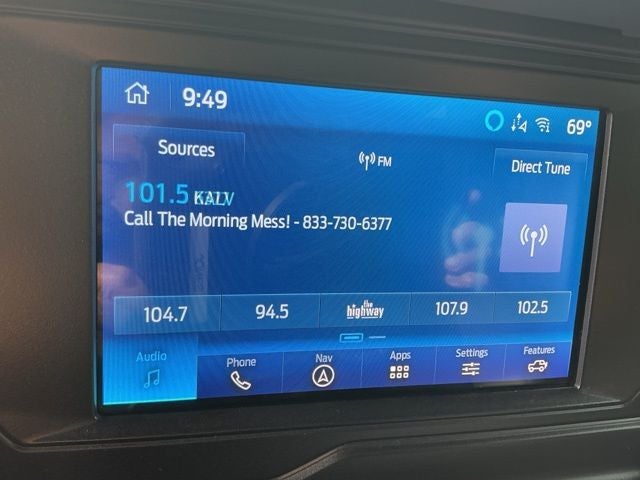 9:49
69°
Sources
FM
Direct Tune
101.5
Call The Morning Mess! - 833-730-6377
104.7
94.5
the highway
107.9
102.5
Audio
Phone
Nav
Apps
Settings
Features